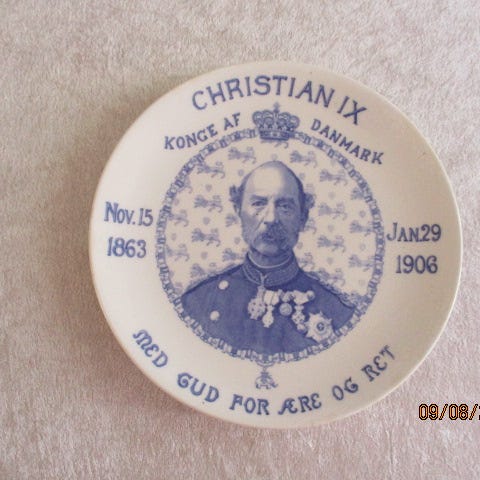 CHRISTIAN IX
KONGE AF DANMARK
Nov. 15
1863
JAN. 29
1906
MED GUD FOR ÆRE OG RET
09/08/